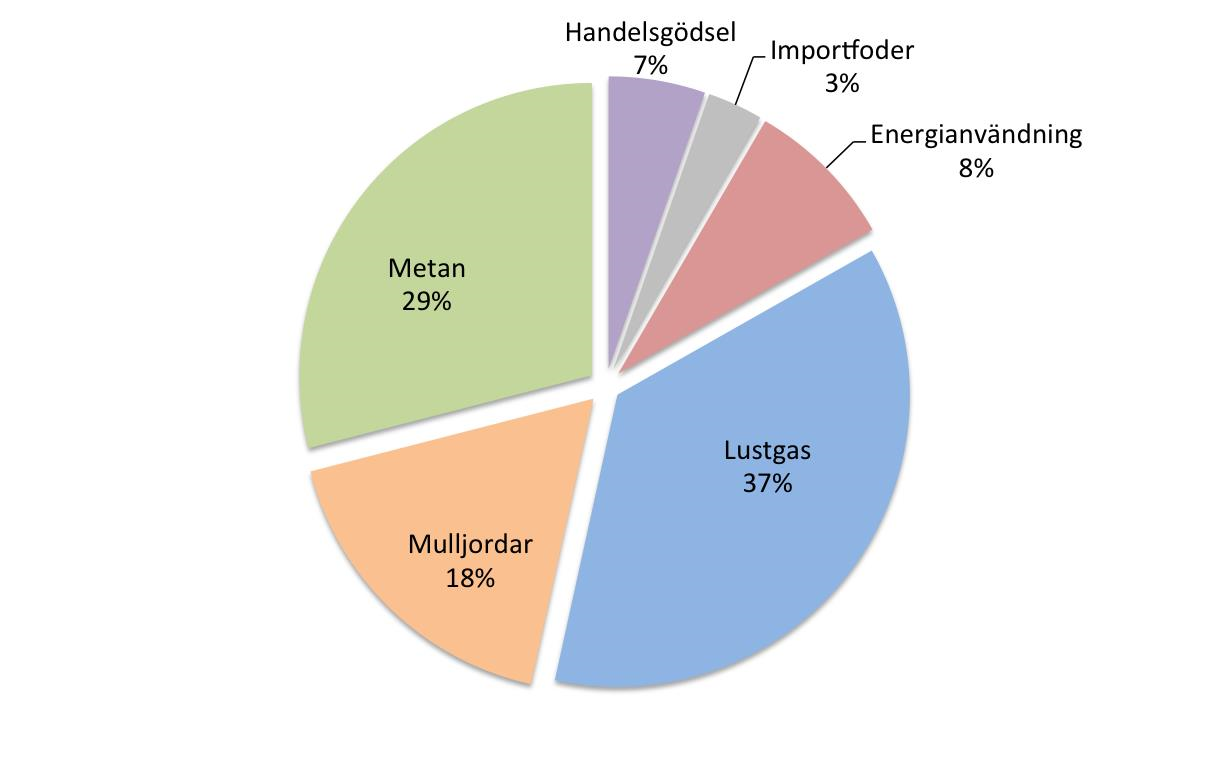 Handelsgödsel
7%
Importfoder
3%
Energianvändning
8%
Metan
29%
Lustgas
37%
Mulljordar
18%